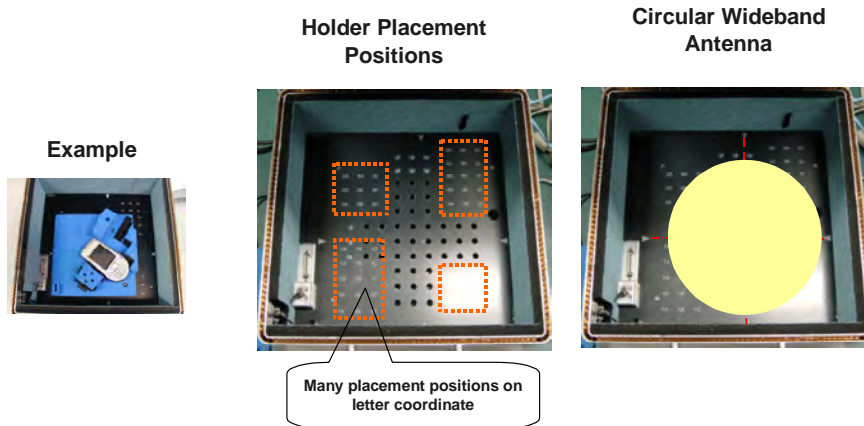 Holder Placement
Positions
Circular Wideband
Antenna
Example
Many placement positions on
letter coordinate